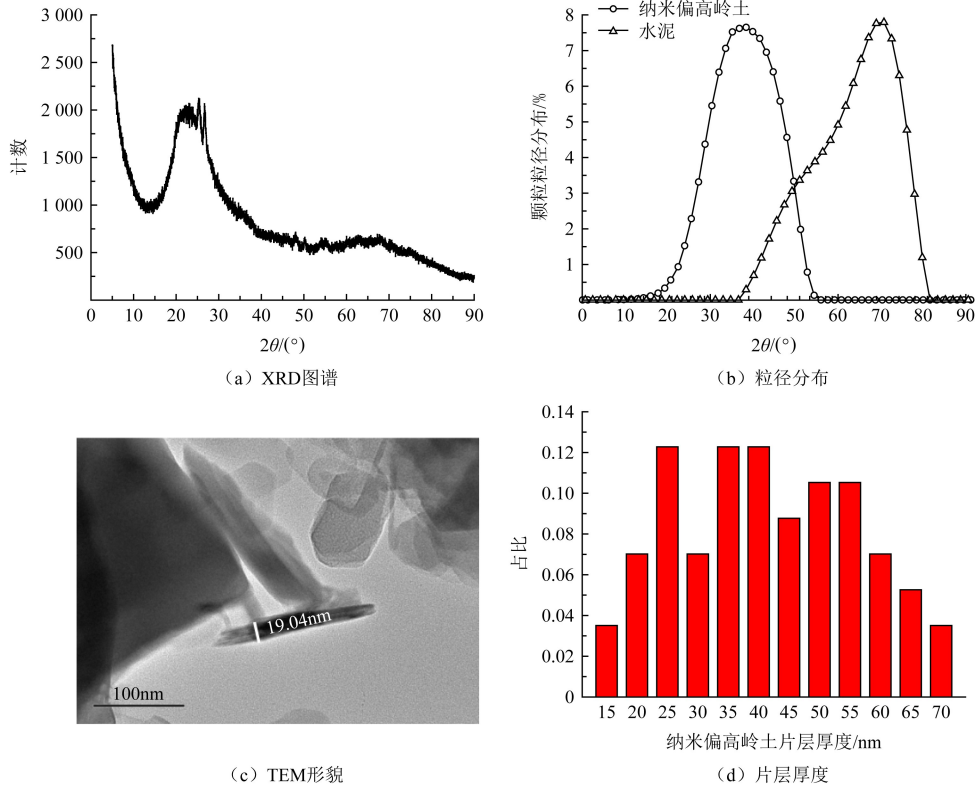 3 000
2 500
2 000
1 500
1 000
500
计数
0 10 20 30 40 50 60 70 80 90
2θ/(°)
（a）XRD图谱
纳米偏高岭土
水泥
8
7
6
5
4
3
2
1
颗粒粒径分布/%
0 10 20 30 40 50 60 70 80 90
2θ/(°)
（b）粒径分布
19.04nm
100nm
（c）TEM形貌
0.14
0.12
0.10
0.08
0.06
0.04
0.02
0
占比
15 20 25 30 35 40 45 50 55 60 65 70
纳米偏高岭土片层厚度/nm
（d）片层厚度